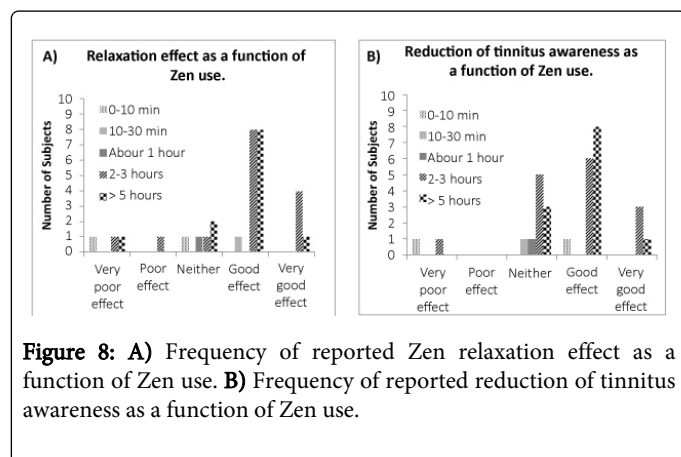 A) Relaxation effect as a function of
Zen use.
Number of Subjects
10
9
8
7
6
5
4
3
2
1
0
0-10 min
10-30 min
Abour 1 hour
2-3 hours
> 5 hours
Very
poor
effect
Poor
effect
Neither
Good
effect
Very
good
effect
B) Reduction of tinnitus awareness as
a function of Zen use.
Number of Subjects
10
9
8
7
6
5
4
3
2
1
0
0-10 min
10-30 min
Abour 1 hour
2-3 hours
> 5 hours
Very
poor
effect
Poor
effect
Neither
Good
effect
Very
good
effect
Figure 8: A) Frequency of reported Zen relaxation effect as a
function of Zen use. B) Frequency of reported reduction of tinnitus
awareness as a function of Zen use.